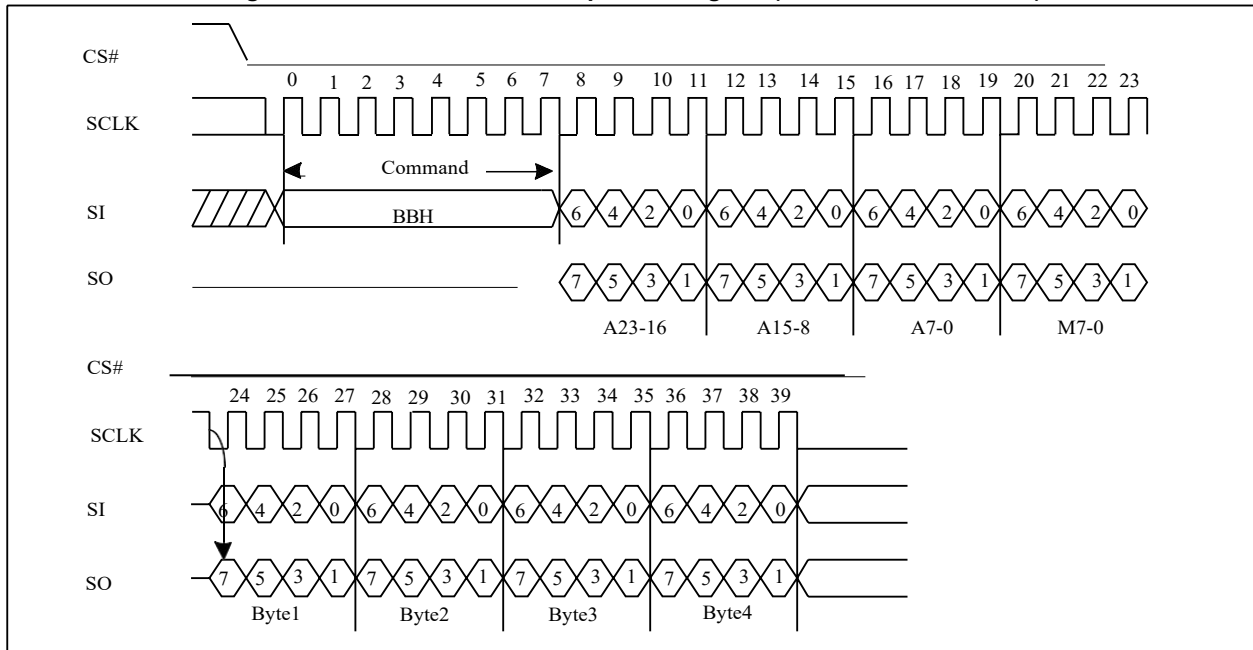 CS#
0 1 2 3 4 5 6 7 8 9 10 11 12 13 14 15 16 17 18 19 20 21 22 23
SCLK
Command
SI BBH 6 4 2 0 6 4 2 0 6 4 2 0 6 4 2 0
SO 7 5 3 1 7 5 3 1 7 5 3 1 7 5 3 1
A23-16 A15-8 A7-0 M7-0
CS#
24 25 26 27 28 29 30 31 32 33 34 35 36 37 38 39
SCLK
SI 6 4 2 0 6 4 2 0 6 4 2 0 6 4 2 0
SO 7 5 3 1 7 5 3 1 7 5 3 1 7 5 3 1
Byte1 Byte2 Byte3 Byte4